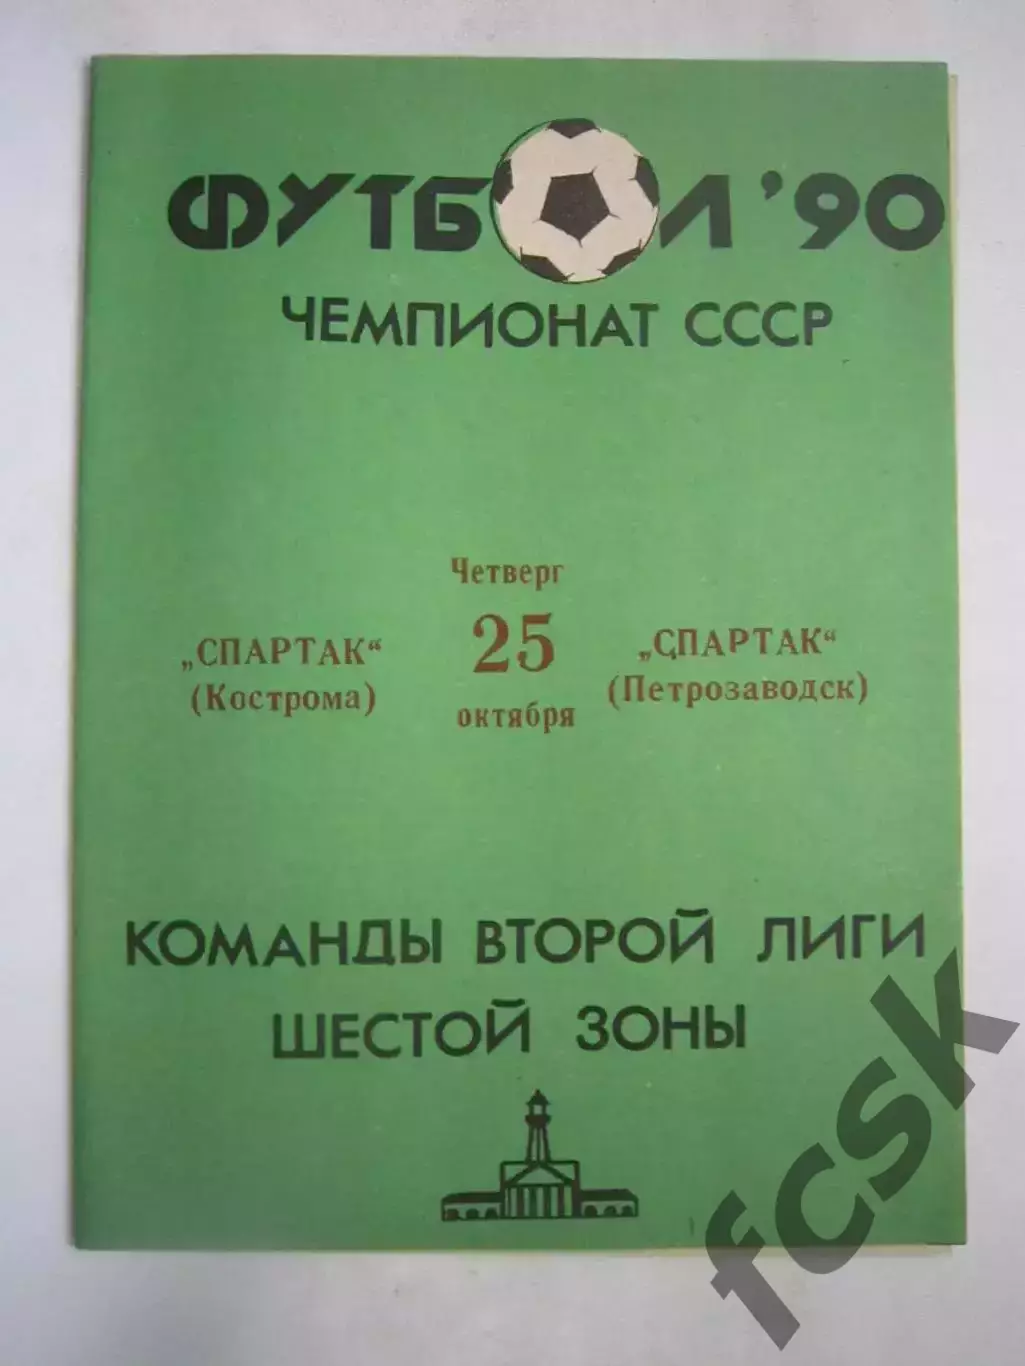 ФУТБОЛ '90
ЧЕМПИОНАТ СССР
„СПАРТАК“
(Кострома)
Четверг
25
октября
„СПАРТАК“
(Петрозаводск)
КОМАНДЫ ВТОРОЙ ЛИГИ
ШЕСТОЙ ЗОНЫ
fcsk